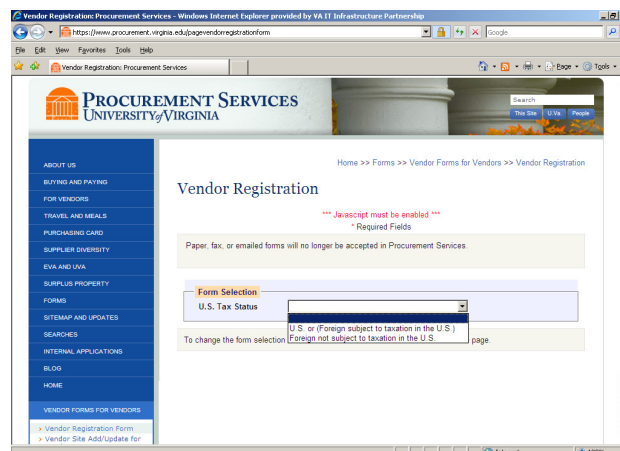 Vendor Registration: Procurement Services - Windows Internet Explorer provided by VA IT Infrastructure Partnership
https://www.procurement.virginia.edu/pagevendorregistrationform
Google
File Edit View Favorites Tools Help
Vendor Registration: Procurement Services
Page Tools
PROCUREMENT SERVICES
UNIVERSITY of VIRGINIA
Search
This Site U.Va People
Home >> Forms >> Vendor Forms for Vendors >> Vendor Registration
ABOUT US
BUYING AND PAYING
FOR VENDORS
TRAVEL AND MEALS
PURCHASING CARD
SUPPLIER DIVERSITY
EVA AND UVA
SURPLUS PROPERTY
FORMS
SITEMAP AND UPDATES
SEARCHES
INTERNAL APPLICATIONS
BLOG
HOME
VENDOR FORMS FOR VENDORS
> Vendor Registration Form
> Vendor Site Add/Update for
Vendor Registration
*** Javascript must be enabled ***
* Required Fields
Paper, fax, or emailed forms will no longer be accepted in Procurement Services.
Form Selection
U.S. Tax Status
U.S. or (Foreign subject to taxation in the U.S.)
Foreign not subject to taxation in the U.S.
To change the form selection page.